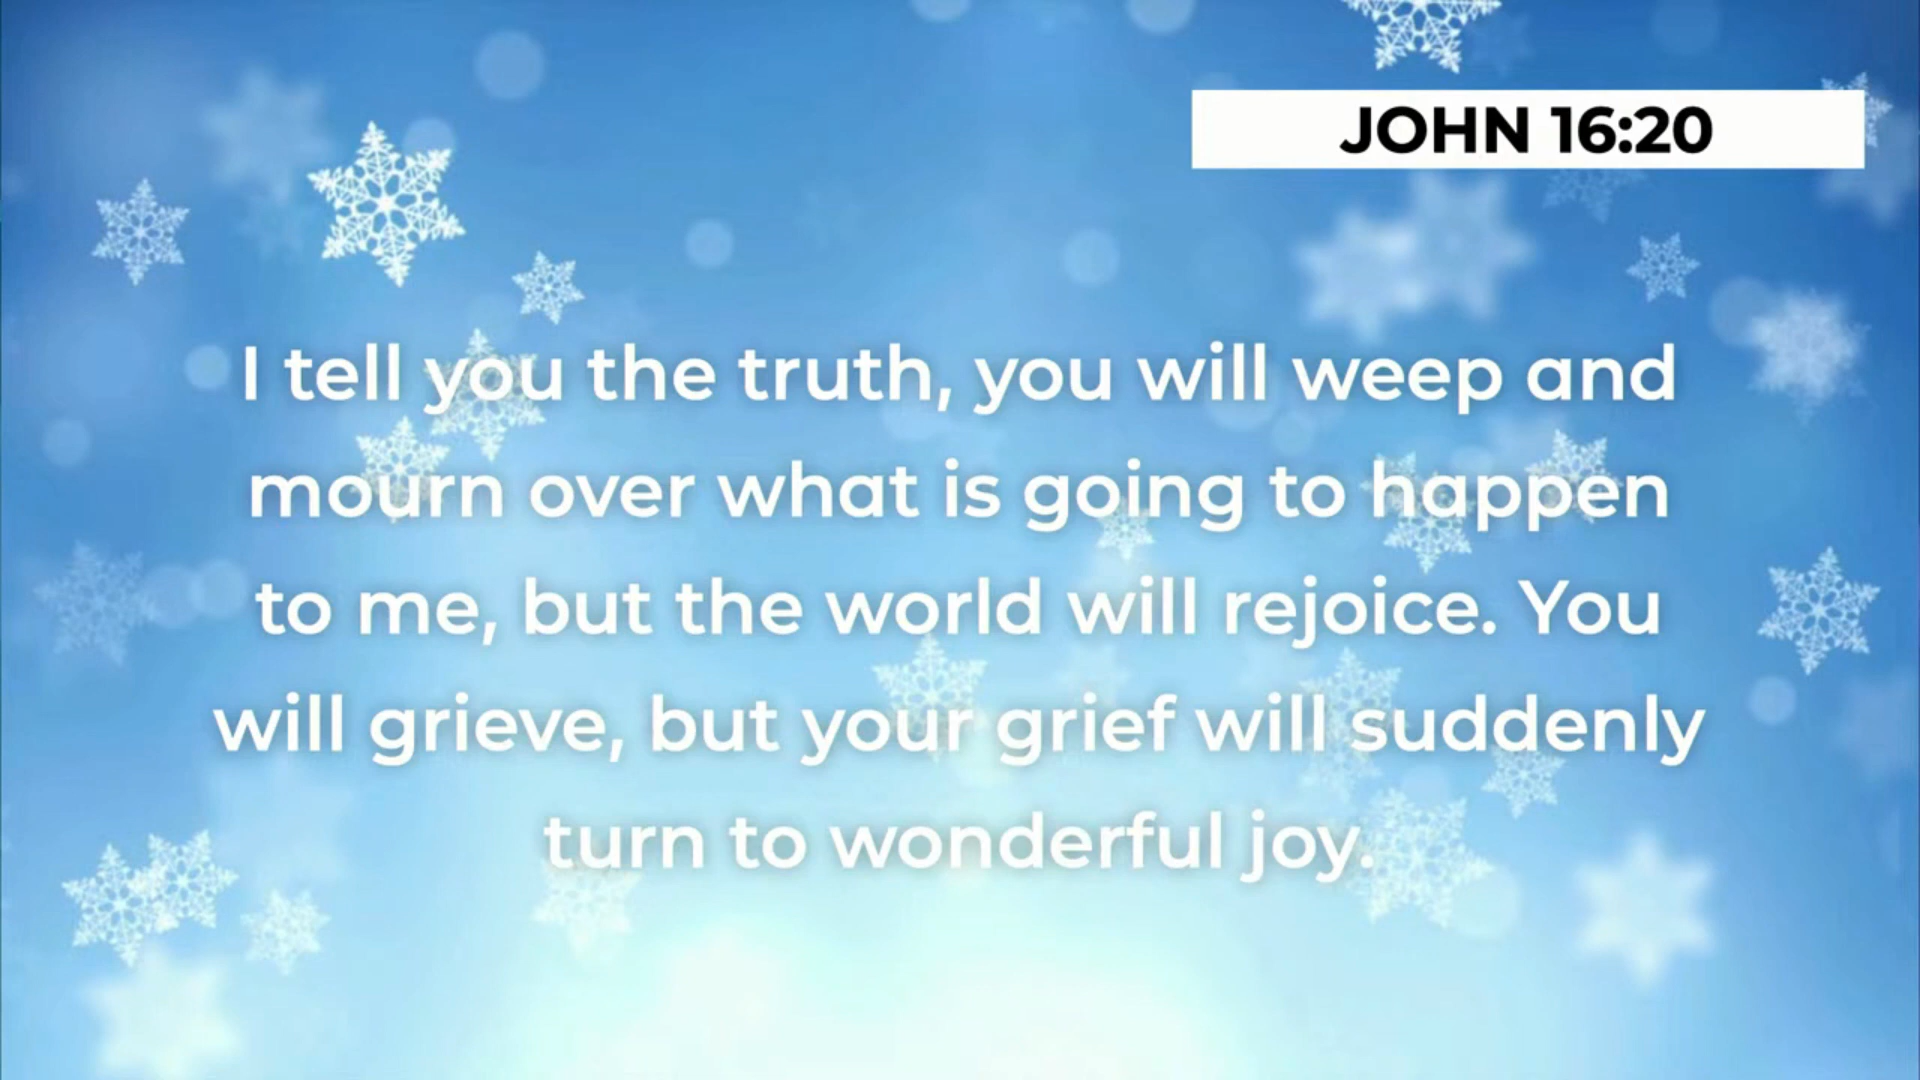 JOHN 16:20
I tell you the truth, you will weep and
mourn over what is going to happen
to me, but the world will rejoice. You
will grieve, but your grief will suddenly
turn to wonderful joy.